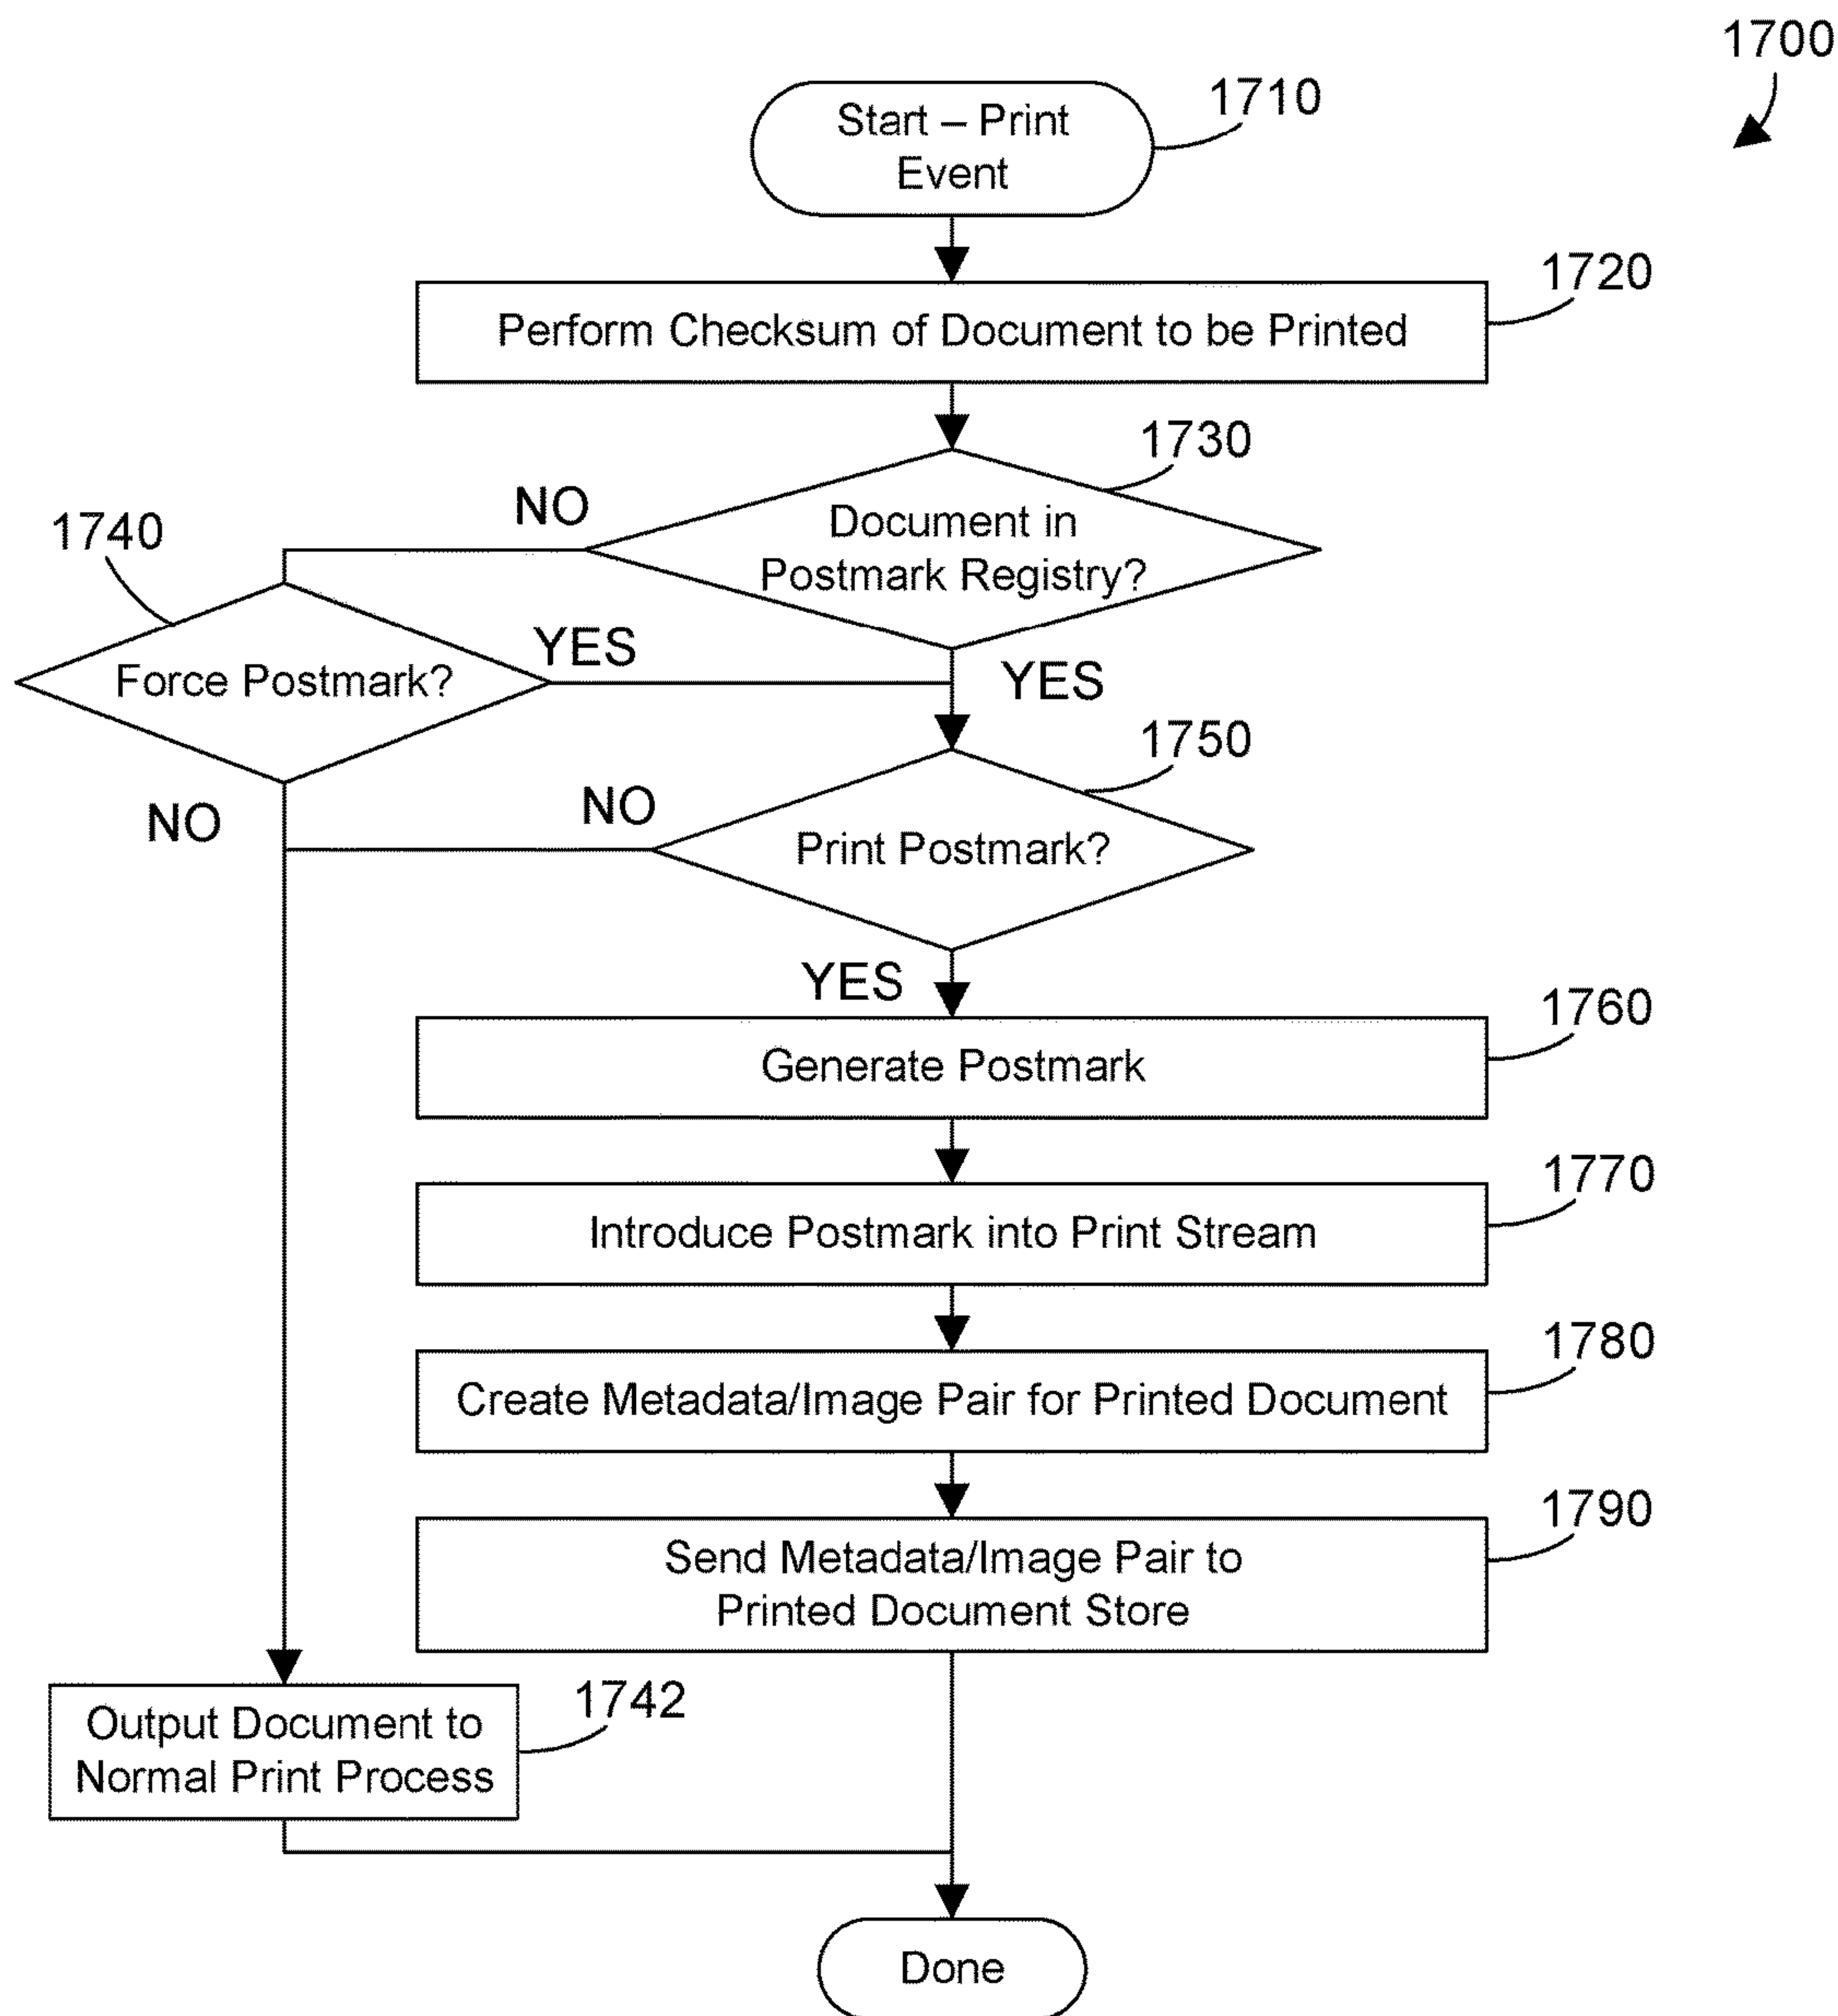 1700
Start – Print
Event
1710
Perform Checksum of Document to be Printed
1720
1730
NO
Document in
Postmark Registry?
1740
Force Postmark?
YES
YES
1750
NO
NO
Print Postmark?
YES
1760
Generate Postmark
1770
Introduce Postmark into Print Stream
1780
Create Metadata/Image Pair for Printed Document
1790
Send Metadata/Image Pair to
Printed Document Store
1742
Output Document to
Normal Print Process
Done